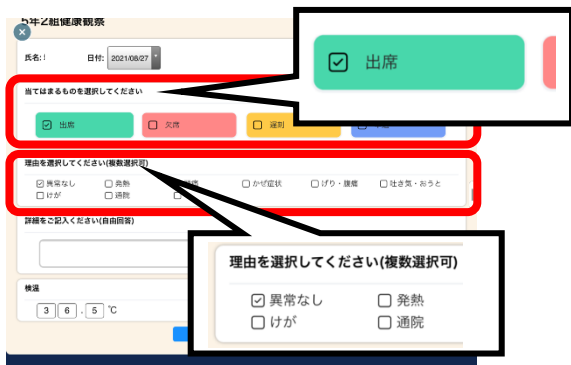 5年2組健康観察
氏名:
日付: 2021/08/27
当てはまるものを選択してください
出席 欠席 遅刻
出席
理由を選択してください(複数選択可)
異常なし 発熱 かぜ症状 げり・腹痛 吐き気・おうと
けが 通院
詳細をご記入ください(自由回答)
理由を選択してください(複数選択可)
異常なし 発熱
けが 通院
検温
3 6 . 5 ℃